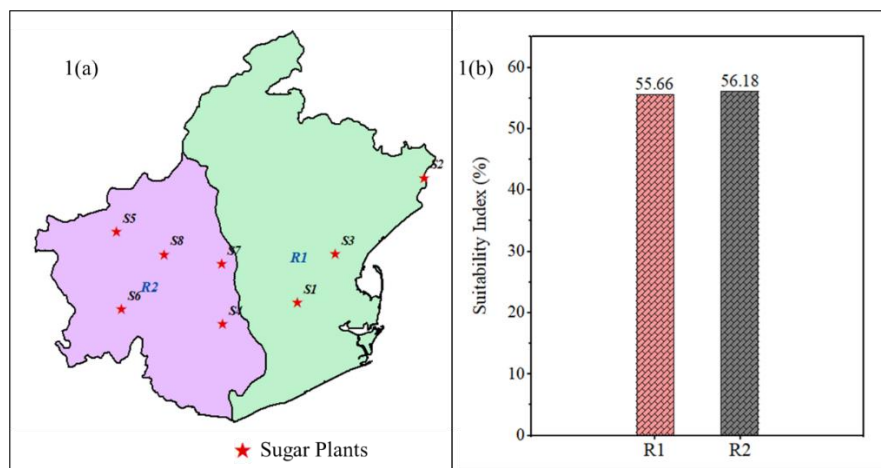 1(a)
S2
S5
S8
S7
S3
R1
R2
S6
S1
S4
Sugar Plants
1(b)
Suitability Index (%)
60
50
40
30
20
10
0
55.66
56.18
R1
R2